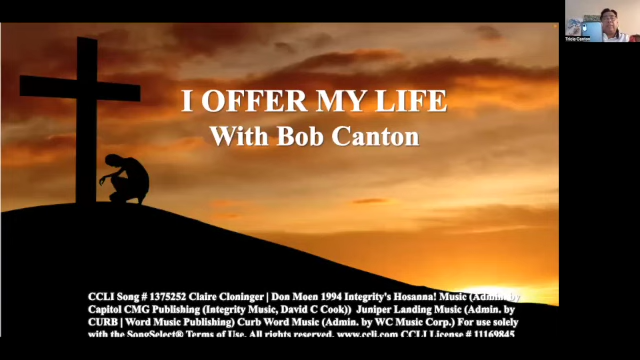 I OFFER MY LIFE
With Bob Canton
CCLI Song # 1375252 Claire Cloninger | Don Moen 1994 Integrity's Hosanna! Music (Admin. by
Capitol CMG Publishing (Integrity Music, David C Cook)) Juniper Landing Music (Admin. by
CURB | Word Music Publishing) Curb Word Music (Admin. by WC Music Corp.) For use solely
with the SongSelect® Terms of Use. All rights reserved. www.ccli.com CCLI License # 11169845
Tricia Canton